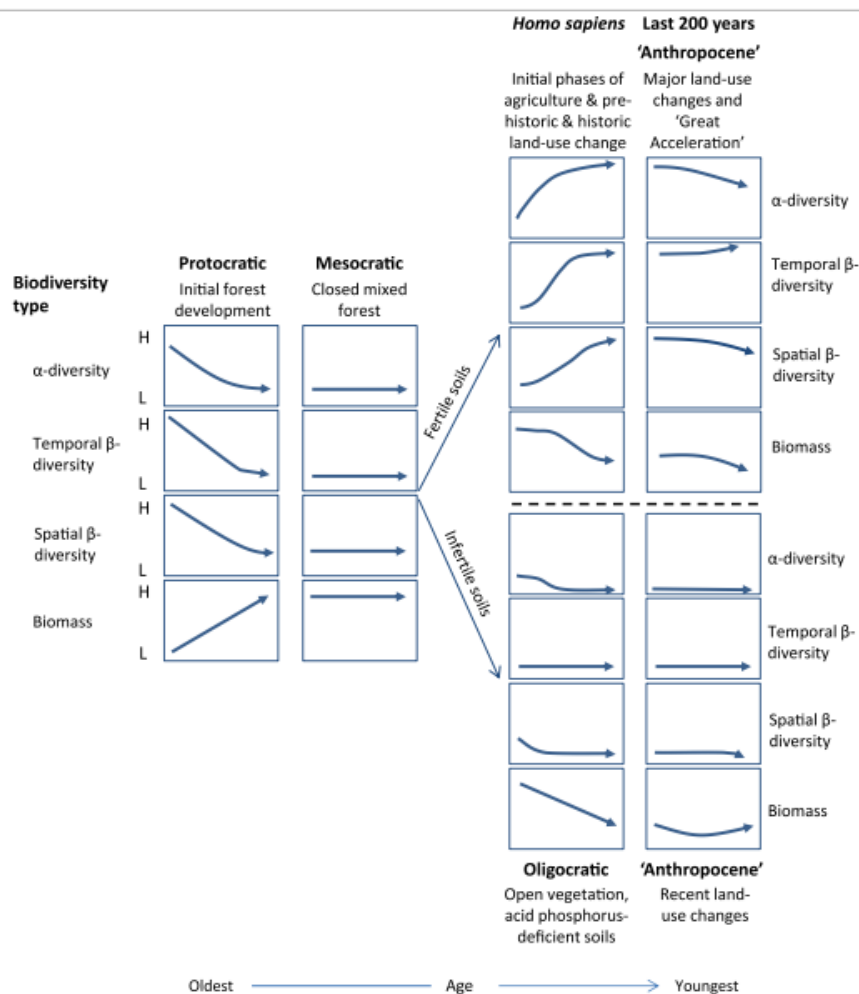 Homo sapiens
Last 200 years
'Anthropocene'
Initial phases of
agriculture & pre-
historic & historic
land-use change
Major land-use
changes and
'Great
Acceleration'
α-diversity
Temporal β-
diversity
Spatial β-
diversity
Biomass
Biodiversity
type
Protocratic
Initial forest
development
Mesocratic
Closed mixed
forest
H
α-diversity
L
H
Temporal β-
diversity
L
H
Spatial β-
diversity
L
H
Biomass
L
Fertile soils
Infertile soils
α-diversity
Temporal β-
diversity
Spatial β-
diversity
Biomass
Oligocratic
Open vegetation,
acid phosphorus-
deficient soils
'Anthropocene'
Recent land-
use changes
Oldest
Age
Youngest